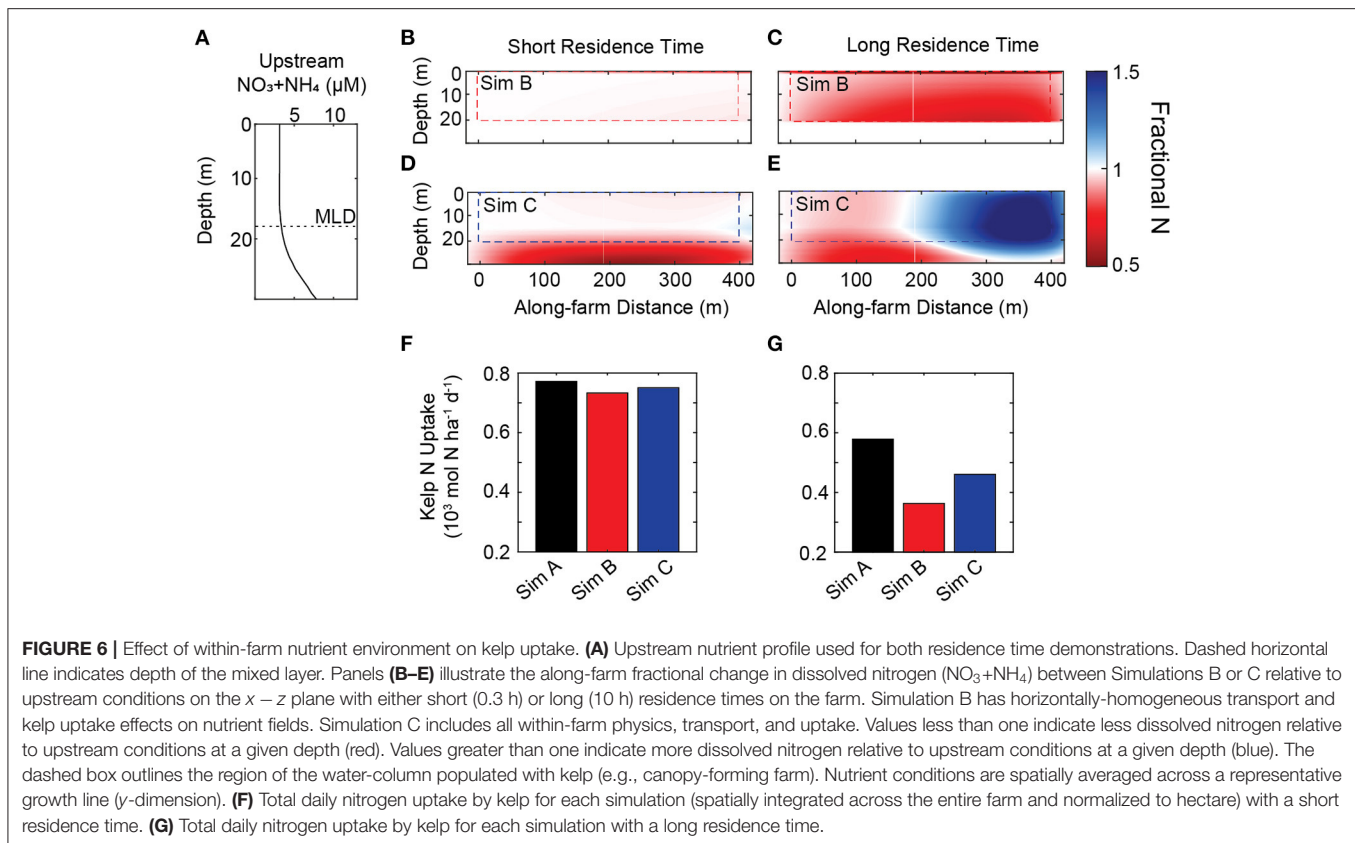 A
Upstream
NO₃+NH₄ (µM)
5 10
0
10
20
Depth (m)
MLD
B
Short Residence Time
C
Long Residence Time
Depth (m)
0
10
20
Sim B
Sim B
D
E
Depth (m)
0
10
20
Sim C
Sim C
0 100 200 300 400
0 100 200 300 400
Along-farm Distance (m)
Along-farm Distance (m)
1.5
1
0.5
Fractional N
F
G
Kelp N Uptake
(10³ mol N ha⁻¹ d⁻¹)
0.8
0.6
0.4
0.2
Sim A
Sim B
Sim C
0.8
0.6
0.4
0.2
Sim A
Sim B
Sim C
FIGURE 6 | Effect of within-farm nutrient environment on kelp uptake. (A) Upstream nutrient profile used for both residence time demonstrations. Dashed horizontal
line indicates depth of the mixed layer. Panels (B–E) illustrate the along-farm fractional change in dissolved nitrogen (NO₃+NH₄) between Simulations B or C relative to
upstream conditions on the x – z plane with either short (0.3 h) or long (10 h) residence times on the farm. Simulation B has horizontally-homogeneous transport and
kelp uptake effects on nutrient fields. Simulation C includes all within-farm physics, transport, and uptake. Values less than one indicate less dissolved nitrogen relative
to upstream conditions at a given depth (red). Values greater than one indicate more dissolved nitrogen relative to upstream conditions at a given depth (blue). The
dashed box outlines the region of the water-column populated with kelp (e.g., canopy-forming farm). Nutrient conditions are spatially averaged across a representative
growth line (y-dimension). (F) Total daily nitrogen uptake by kelp for each simulation (spatially integrated across the entire farm and normalized to hectare) with a short
residence time. (G) Total daily nitrogen uptake by kelp for each simulation with a long residence time.